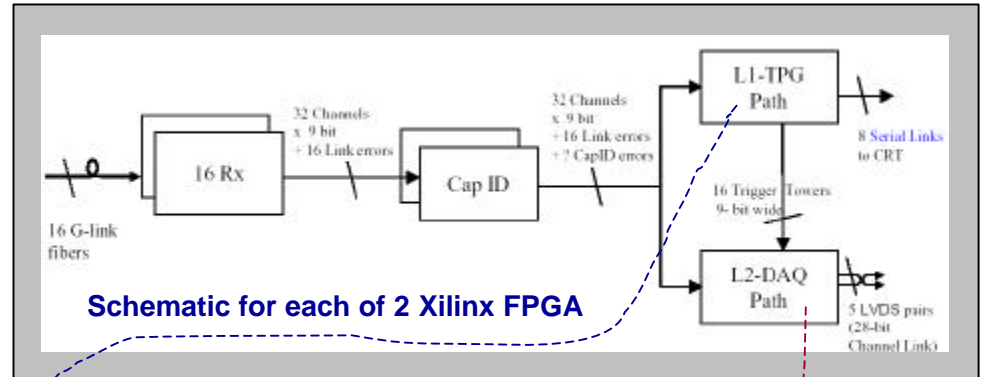 16 G-link
fibers
16 Rx
32 Channels
x 9 bit
+ 16 Link errors
Cap ID
32 Channels
x 9 bit
+ 16 Link errors
+ ? CapID errors
L1-TPG
Path
8 Serial Links
to CRT
16 Trigger Towers
9- bit wide
L2-DAQ
Path
5 LVDS pairs
(28-bit
Channel Link)
Schematic for each of 2 Xilinx FPGA